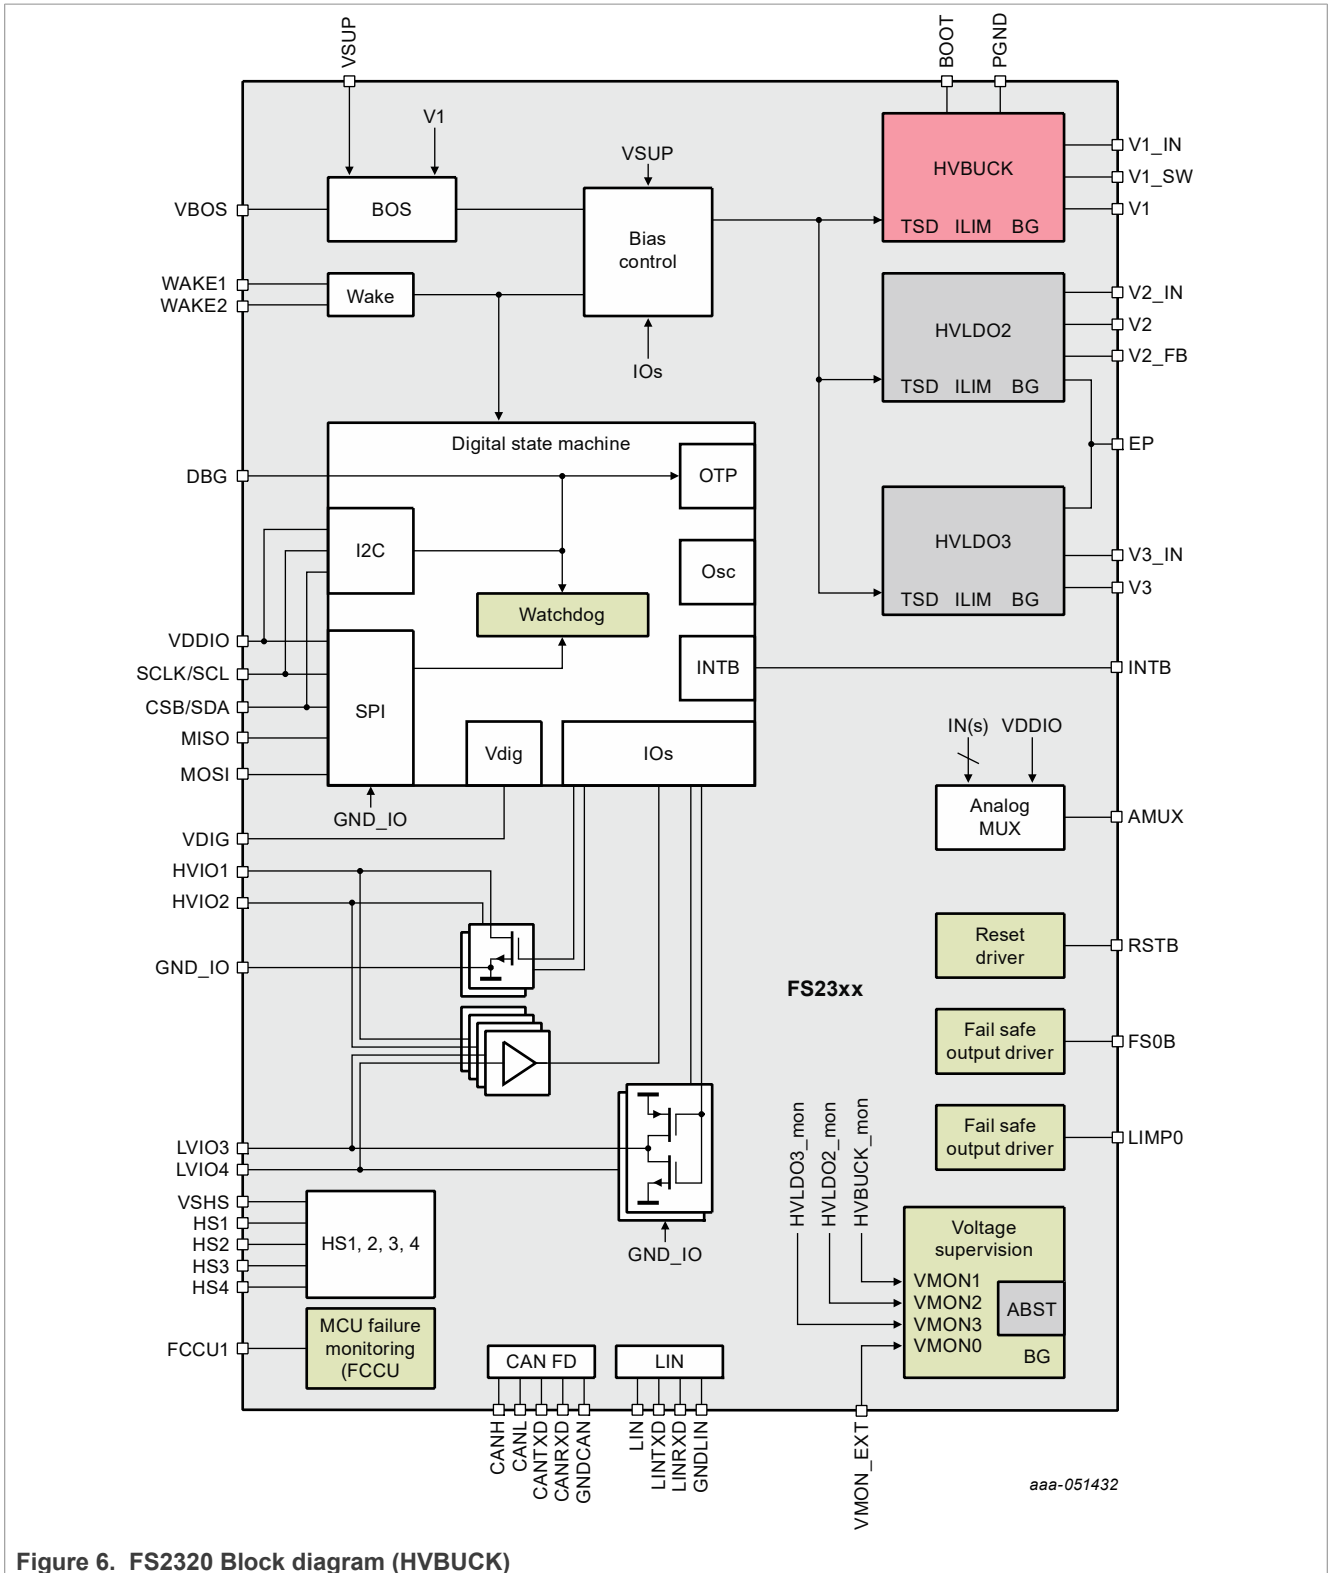 VSUP
BOOT
PGND
V1
VSUP
HVBUCK
TSD ILIM BG
V1_IN
V1_SW
V1
VBOS
BOS
Bias
control
WAKE1
WAKE2
Wake
IOs
HVLDO2
TSD ILIM BG
V2_IN
V2
V2_FB
EP
Digital state machine
DBG
OTP
I2C
Osc
Watchdog
HVLDO3
TSD ILIM BG
V3_IN
V3
VDDIO
SCLK/SCL
CSB/SDA
MISO
MOSI
SPI
INTB
INTB
Vdig
IOs
GND_IO
IN(s) VDDIO
Analog
MUX
AMUX
VDIG
HVIO1
HVIO2
GND_IO
Reset
driver
RSTB
FS23xx
Fail safe
output driver
FS0B
Fail safe
output driver
LIMP0
LVIO3
LVIO4
GND_IO
HVLDO3_mon
HVLDO2_mon
HVBUCK_mon
VSHS
HS1
HS2
HS3
HS4
HS1, 2, 3, 4
Voltage
supervision
VMON1
VMON2
VMON3
VMON0
ABST
BG
FCCU1
MCU failure
monitoring
(FCCU
CAN FD
LIN
CANH
CANL
CANTXD
CANRXD
GNDCAN
LIN
LINTXD
LINRXD
GNDLIN
VMON_EXT
aaa-051432
Figure 6. FS2320 Block diagram (HVBUCK)